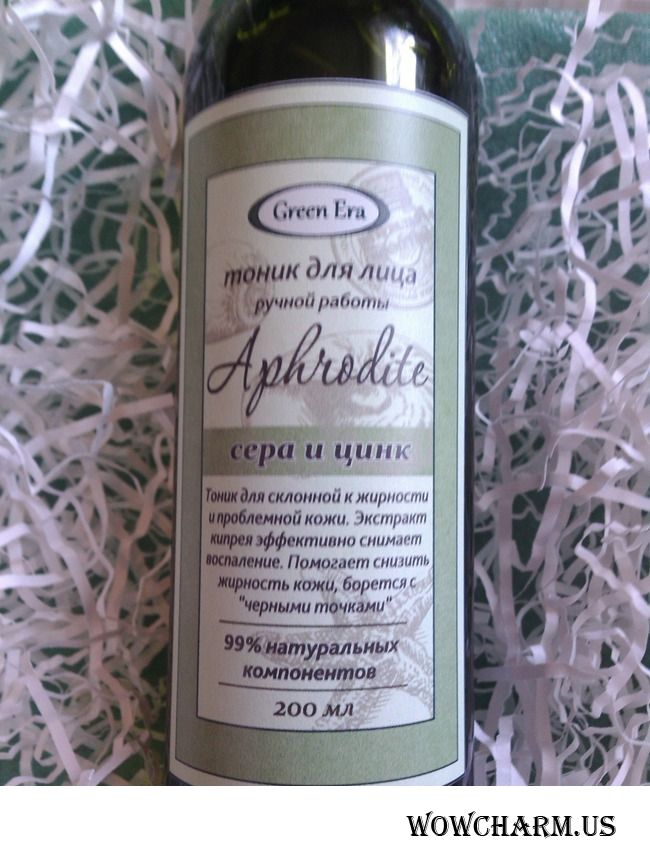 Green Era
тоник для лица
ручной работы
Aphrodite
сера и цинк
Тоник для склонной к жирности
и проблемной кожи. Экстракт
кипрея эффективно снимает
воспаление. Помогает снизить
жирность кожи, борется с
"черными точками"
99% натуральных
компонентов
200 мл
WOWCHARM.US